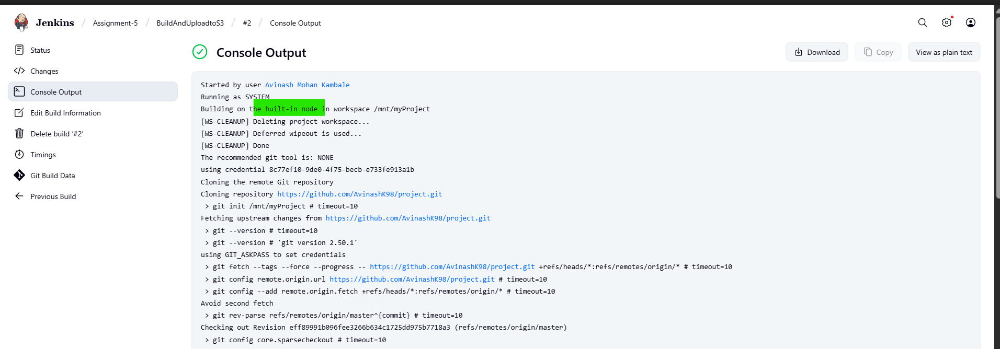 Jenkins / Assignment-5 / BuildAndUploadtoS3 / #2 / Console Output
Status
Changes
Console Output
Edit Build Information
Delete build ‘#2’
Timings
Git Build Data
Previous Build
Console Output
Download
Copy
View as plain text
Started by user Avinash Mohan Kambale
Running as SYSTEM
Building on the built-in node in workspace /mnt/myProject
[WS-CLEANUP] Deleting project workspace...
[WS-CLEANUP] Deferred wipeout is used...
[WS-CLEANUP] Done
The recommended git tool is: NONE
using credential 8c77ef10-9de0-4f75-becb-e733fe913a1b
Cloning the remote Git repository
Cloning repository https://github.com/AvinashK98/project.git
> git init /mnt/myProject # timeout=10
Fetching upstream changes from https://github.com/AvinashK98/project.git
> git --version # timeout=10
> git --version # 'git version 2.50.1'
using GIT_ASKPASS to set credentials
> git fetch --tags --force --progress -- https://github.com/AvinashK98/project.git +refs/heads/*:refs/remotes/origin/* # timeout=10
> git config remote.origin.url https://github.com/AvinashK98/project.git # timeout=10
> git config --add remote.origin.fetch +refs/heads/*:refs/remotes/origin/* # timeout=10
Avoid second fetch
> git rev-parse refs/remotes/origin/master^{commit} # timeout=10
Checking out Revision eff89991b096fee3266b634c1725dd975b7718a3 (refs/remotes/origin/master)
> git config core.sparsecheckout # timeout=10